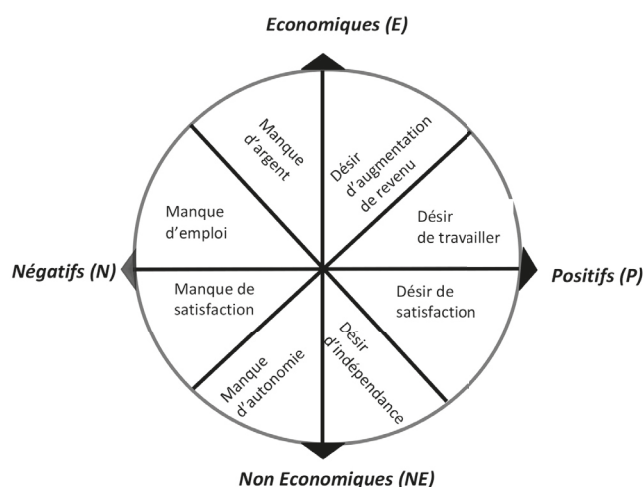 Economiques (E)
Manque
d'argent
Désir
d'augmentation
de revenu
Manque
d'emploi
Désir
de travailler
Négatifs (N)
Positifs (P)
Manque de
satisfaction
Désir de
satisfaction
Manque
d'autonomie
Désir
d'indépendance
Non Economiques (NE)